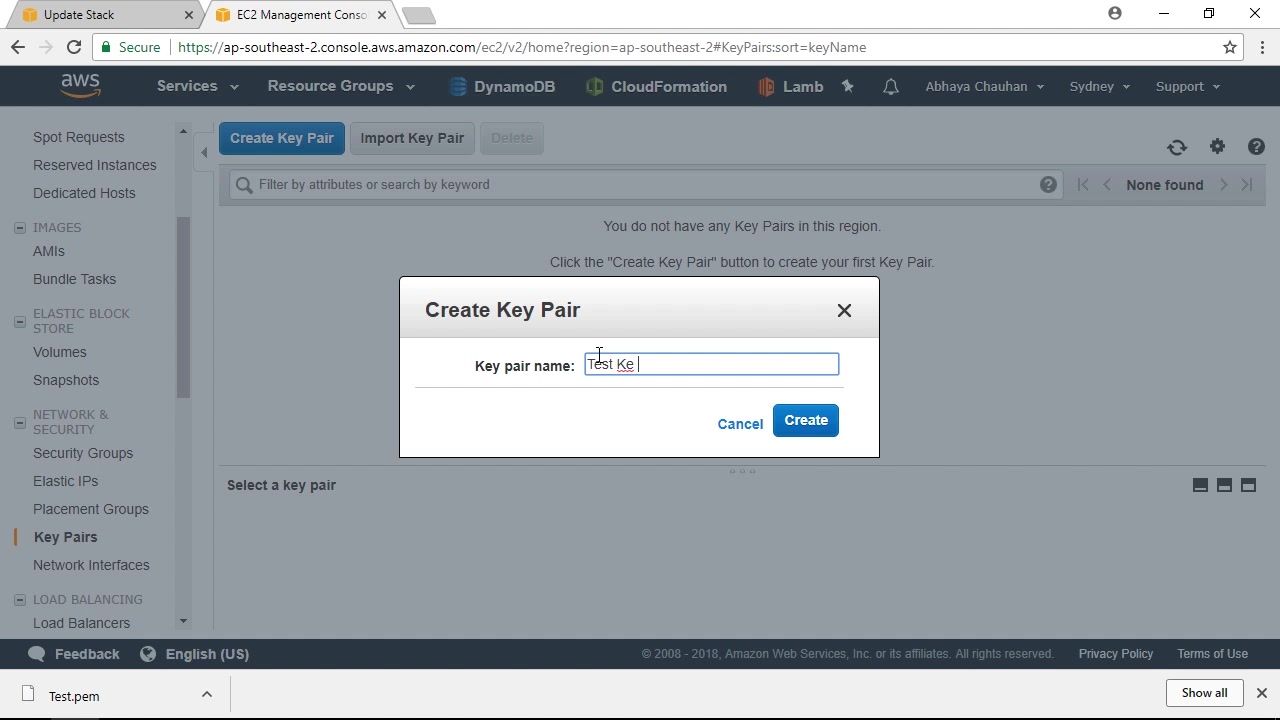 Update Stack
EC2 Management Conso
Secure
https://ap-southeast-2.console.aws.amazon.com/ec2/v2/home?region=ap-southeast-2#KeyPairs:sort=keyName
aws
Services
Resource Groups
DynamoDB
CloudFormation
Lamb
Abhaya Chauhan
Sydney
Support
Spot Requests
Reserved Instances
Dedicated Hosts
IMAGES
AMIs
Bundle Tasks
ELASTIC BLOCK
STORE
Volumes
Snapshots
NETWORK &
SECURITY
Security Groups
Elastic IPs
Placement Groups
Key Pairs
Network Interfaces
LOAD BALANCING
Load Balancers
Create Key Pair
Import Key Pair
Delete
Filter by attributes or search by keyword
None found
You do not have any Key Pairs in this region.
Click the "Create Key Pair" button to create your first Key Pair.
Create Key Pair
Key pair name:
Test Ke
Cancel
Create
Select a key pair
Feedback
English (US)
© 2008 - 2018, Amazon Web Services, Inc. or its affiliates. All rights reserved.
Privacy Policy
Terms of Use
Test.pem
Show all